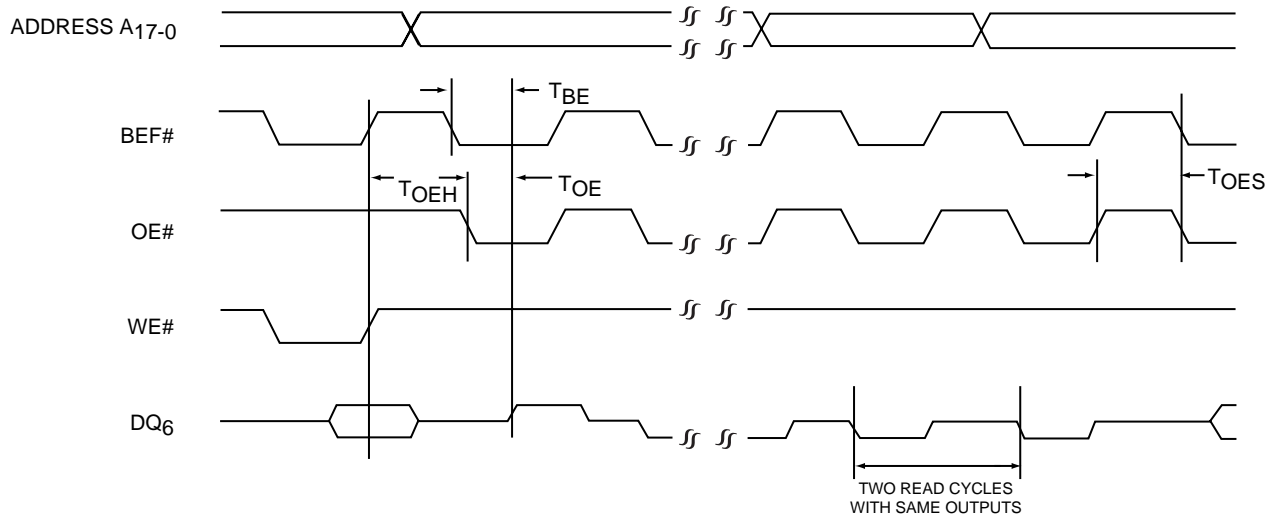 ADDRESS A17-0
TBE
BEF#
TOEH
TOE
TOES
OE#
WE#
DQ6
TWO READ CYCLES
WITH SAME OUTPUTS